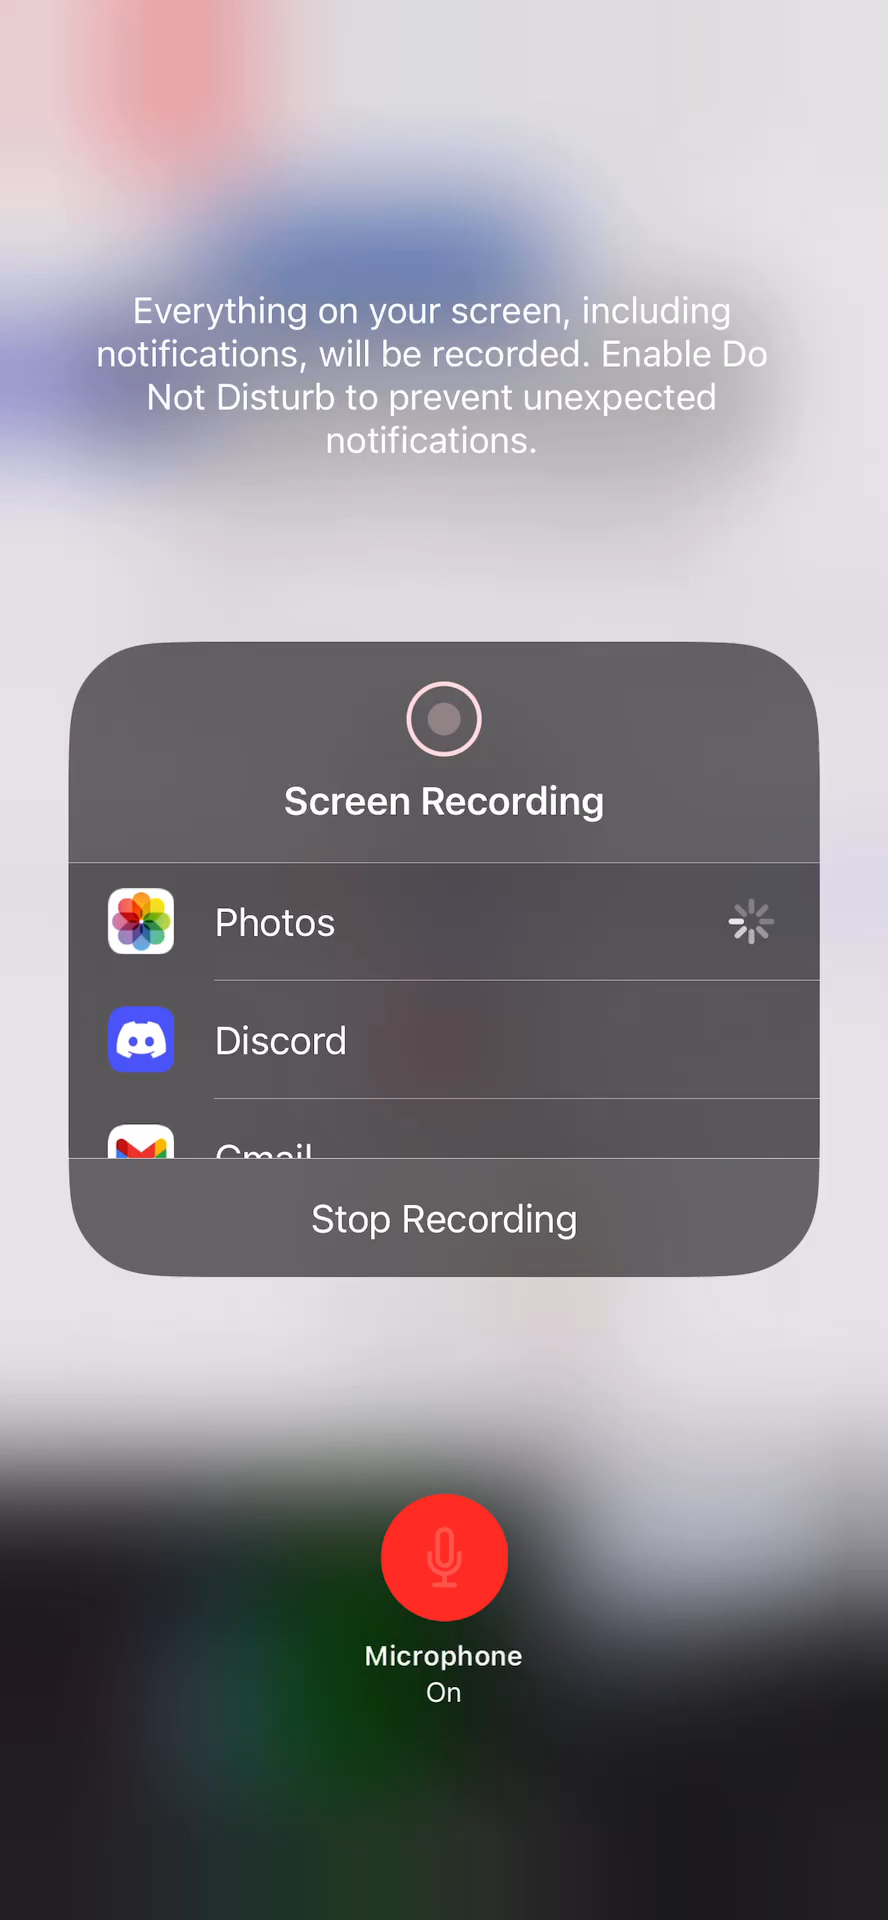 Everything on your screen, including
notifications, will be recorded. Enable Do
Not Disturb to prevent unexpected
notifications.
Screen Recording
Photos
Discord
Gmail
Stop Recording
Microphone
On